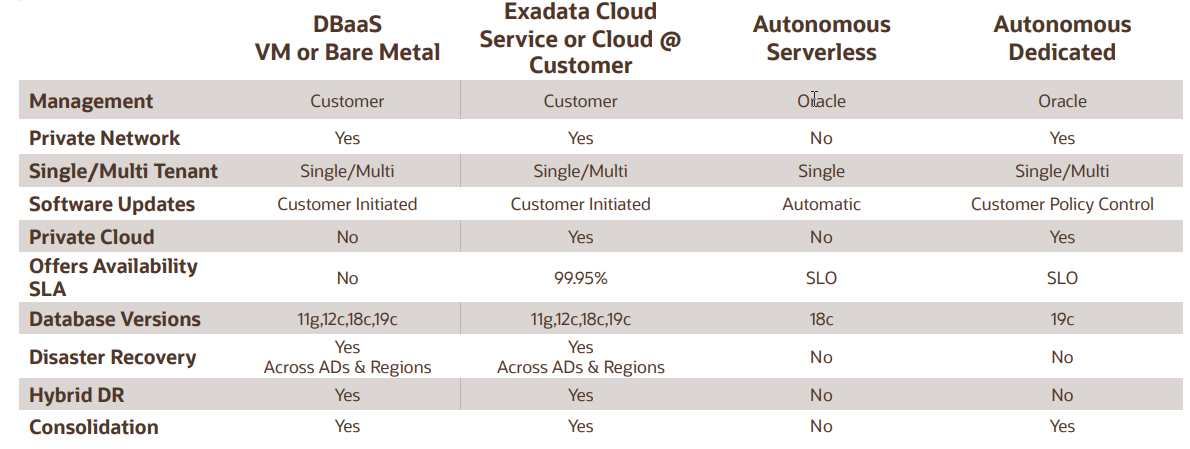 DBaaS
VM or Bare Metal
Exadata Cloud
Service or Cloud @
Customer
Autonomous
Serverless
Autonomous
Dedicated
Management Customer Customer Oracle Oracle
Private Network Yes Yes No Yes
Single/Multi Tenant Single/Multi Single/Multi Single Single/Multi
Software Updates Customer Initiated Customer Initiated Automatic Customer Policy Control
Private Cloud No Yes No Yes
Offers Availability
SLA
No 99.95% SLO SLO
Database Versions 11g,12c,18c,19c 11g,12c,18c,19c 18c 19c
Disaster Recovery
Yes
Across ADs & Regions
Yes
Across ADs & Regions
No No
Hybrid DR Yes Yes No No
Consolidation Yes Yes No Yes